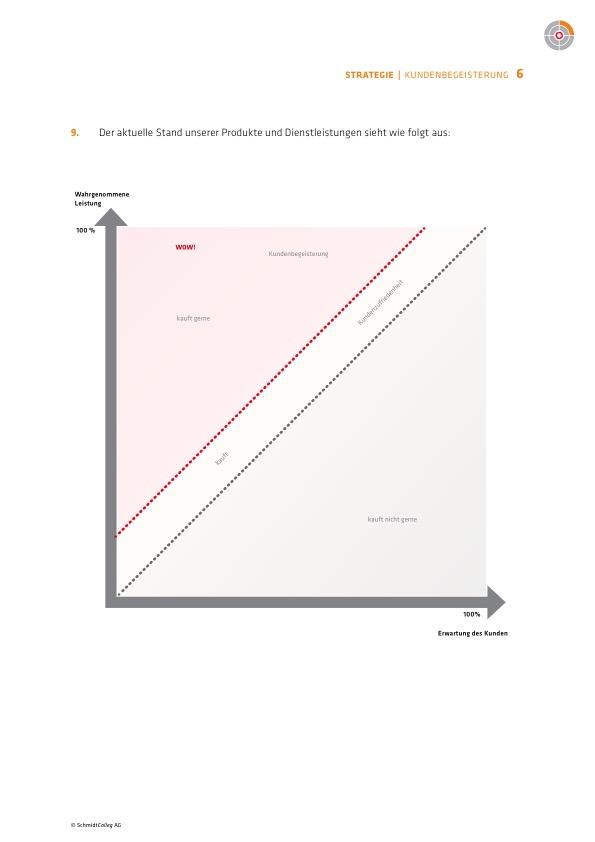 STRATEGIE | KUNDENBEGEISTERUNG 6
9. Der aktuelle Stand unserer Produkte und Dienstleistungen sieht wie folgt aus:
Wahrgenommene
Leistung
100 %
WOW!
Kundenbegeisterung
Kundenzufriedenheit
kauft gerne
kauft
kauft nicht gerne
100%
Erwartung des Kunden
© SchmidtColleg AG